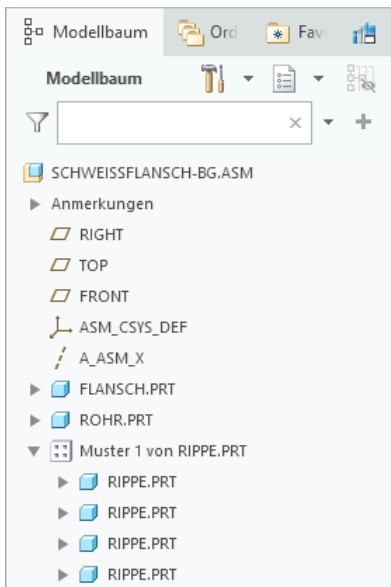 Modellbaum Ord Fav
Modellbaum
SCHWEISSFLANSCH-BG.ASM
Anmerkungen
RIGHT
TOP
FRONT
ASM_CSYS_DEF
A_ASM_X
FLANSCH.PRT
ROHR.PRT
Muster 1 von RIPPE.PRT
RIPPE.PRT
RIPPE.PRT
RIPPE.PRT
RIPPE.PRT